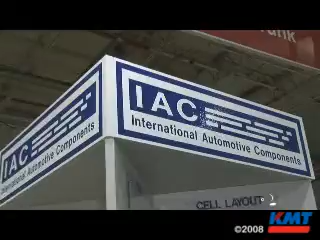 IAC
International Automotive Components
IAC
International Automotive Components
CELL LAYOUT
©2008 KMT